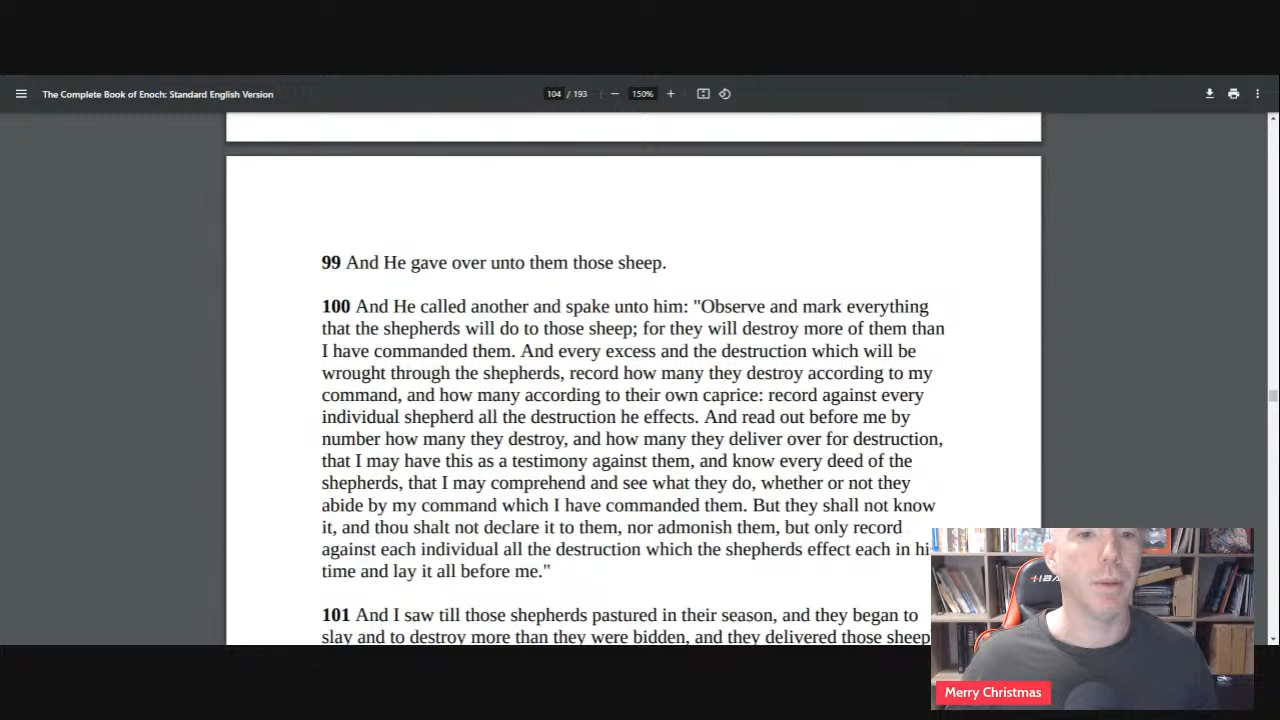 The Complete Book of Enoch: Standard English Version
104 / 193
150%
99 And He gave over unto them those sheep.
100 And He called another and spake unto him: "Observe and mark everything
that the shepherds will do to those sheep; for they will destroy more of them than
I have commanded them. And every excess and the destruction which will be
wrought through the shepherds, record how many they destroy according to my
command, and how many according to their own caprice: record against every
individual shepherd all the destruction he effects. And read out before me by
number how many they destroy, and how many they deliver over for destruction,
that I may have this as a testimony against them, and know every deed of the
shepherds, that I may comprehend and see what they do, whether or not they
abide by my command which I have commanded them. But they shall not know
it, and thou shalt not declare it to them, nor admonish them, but only record
against each individual all the destruction which the shepherds effect each in
time and lay it all before me."
101 And I saw till those shepherds pastured in their season, and they began to
slay and to destroy more than they were bidden, and they delivered those sheep
Merry Christmas